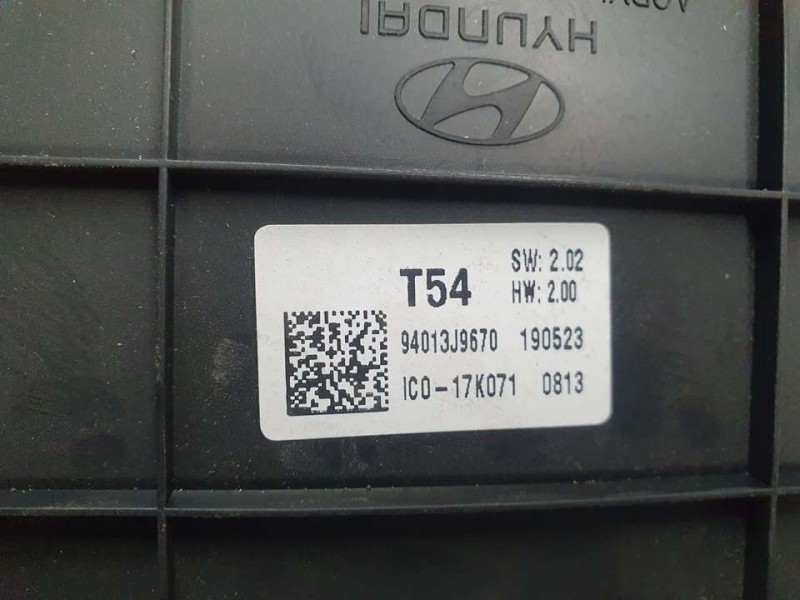 HYUNDAI
T54
SW: 2.02
HW: 2.00
94013J9670 190523
ICO-17K071 0813